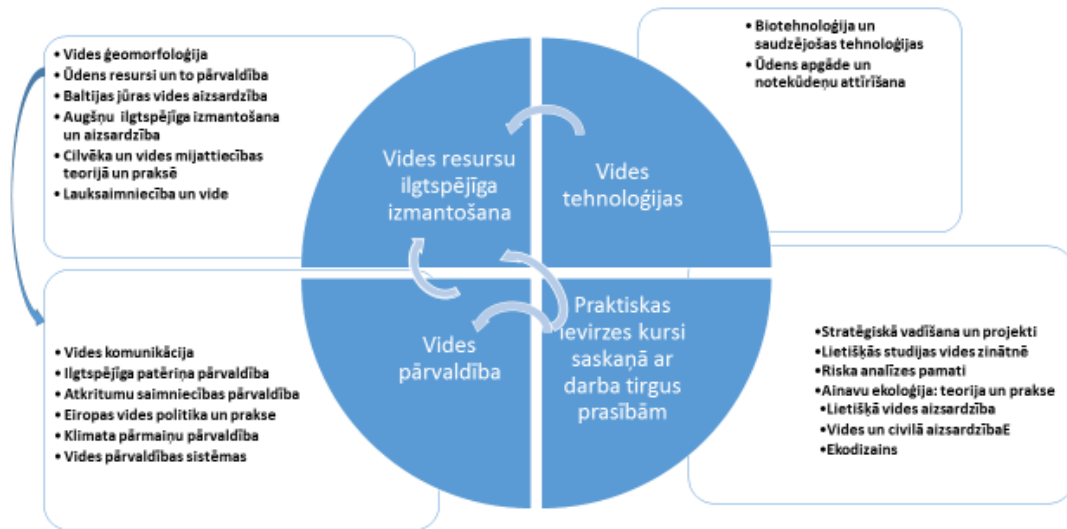 • Vides ģeomorfoloģija
• Ūdens resursi un to pārvaldība
• Baltijas jūras vides aizsardzība
• Augšņu ilgtspējīga izmantošana
un aizsardzība
• Cilvēka un vides mijattiecības
teorijā un praksē
• Lauksaimniecība un vide
• Biotehnoloģija un
saudzējošas tehnoloģijas
• Ūdens apgāde un
notekūdeņu attīrīšana
Vides resursu
ilgtspējīga
izmantošana
Vides
tehnoloģijas
Vides
pārvaldība
Praktiskas
ievirzes kursi
saskaņā ar
darba tirgus
prasībām
• Vides komunikācija
• Ilgtspējīga patēriņa pārvaldība
• Atkritumu saimniecības pārvaldība
• Eiropas vides politika un prakse
• Klimata pārmaiņu pārvaldība
• Vides pārvaldības sistēmas
•Stratēģiskā vadīšana un projekti
•Lietišķās studijas vides zinātnē
•Riska analīzes pamati
•Ainavu ekoloģija: teorija un prakse
•Lietišķā vides aizsardzība
•Vides un civilā aizsardzībaE
•Ekodizains